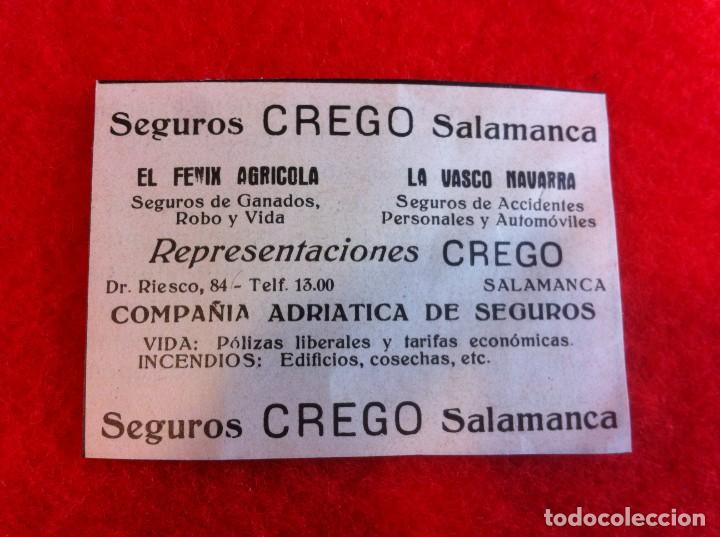 Seguros CREGO Salamanca
EL FENIX AGRICOLA
Seguros de Ganados,
Robo y Vida
LA VASCO NAVARRA
Seguros de Accidentes
Personales y Automóviles
Representaciones CREGO
Dr. Riesco, 84 - Telf. 13.00 SALAMANCA
COMPAÑIA ADRIATICA DE SEGUROS
VIDA: Pólizas liberales y tarifas económicas.
INCENDIOS: Edificios, cosechas, etc.
Seguros CREGO Salamanca
todocoleccion